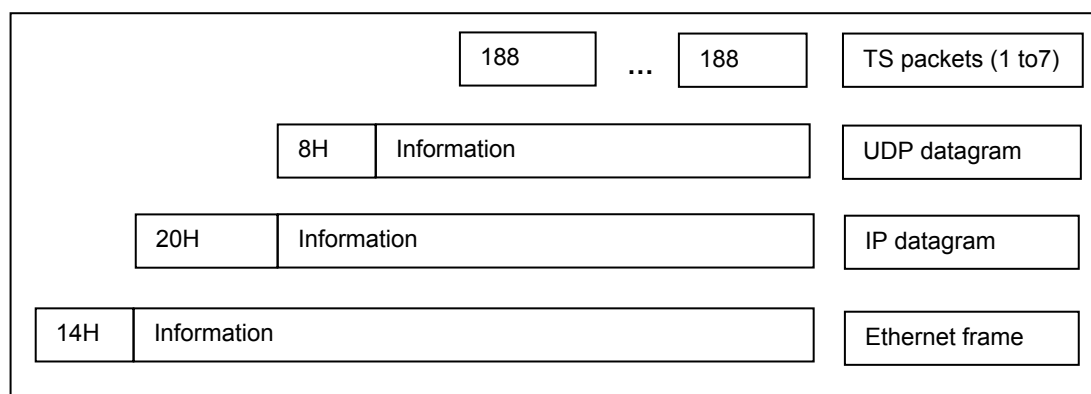 188 ... 188 TS packets (1 to7)
8H Information UDP datagram
20H Information IP datagram
14H Information Ethernet frame